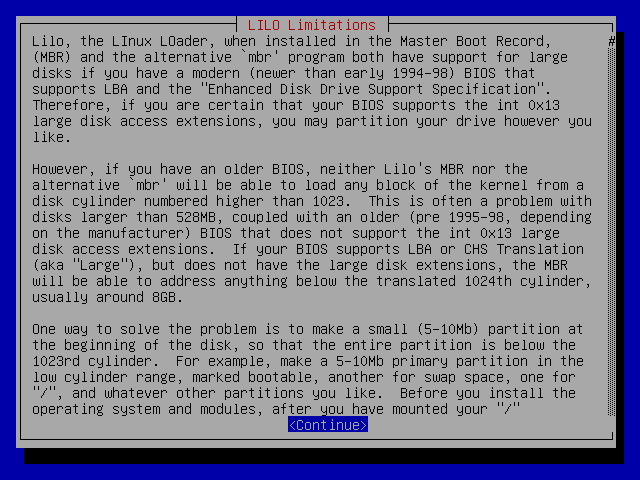 LILO Limitations
Lilo, the LInux LOader, when installed in the Master Boot Record,
(MBR) and the alternative `mbr' program both have support for large
disks if you have a modern (newer than early 1994-98) BIOS that
supports LBA and the "Enhanced Disk Drive Support Specification".
Therefore, if you are certain that your BIOS supports the int 0x13
large disk access extensions, you may partition your drive however you
like.
However, if you have an older BIOS, neither Lilo's MBR nor the
alternative `mbr' will be able to load any block of the kernel from a
disk cylinder numbered higher than 1023.  This is often a problem with
disks larger than 528MB, coupled with an older (pre 1995-98, depending
on the manufacturer) BIOS that does not support the int 0x13 large
disk access extensions.  If your BIOS supports LBA or CHS Translation
(aka "Large"), but does not have the large disk extensions, the MBR
will be able to address anything below the translated 1024th cylinder,
usually around 8GB.
One way to solve the problem is to make a small (5-10Mb) partition at
the beginning of the disk, so that the entire partition is below the
1023rd cylinder.  For example, make a 5-10Mb primary partition in the
low cylinder range, marked bootable, another for swap space, one for
"/", and whatever other partitions you like.  Before you install the
operating system and modules, after you have mounted your "/"
<Continue>